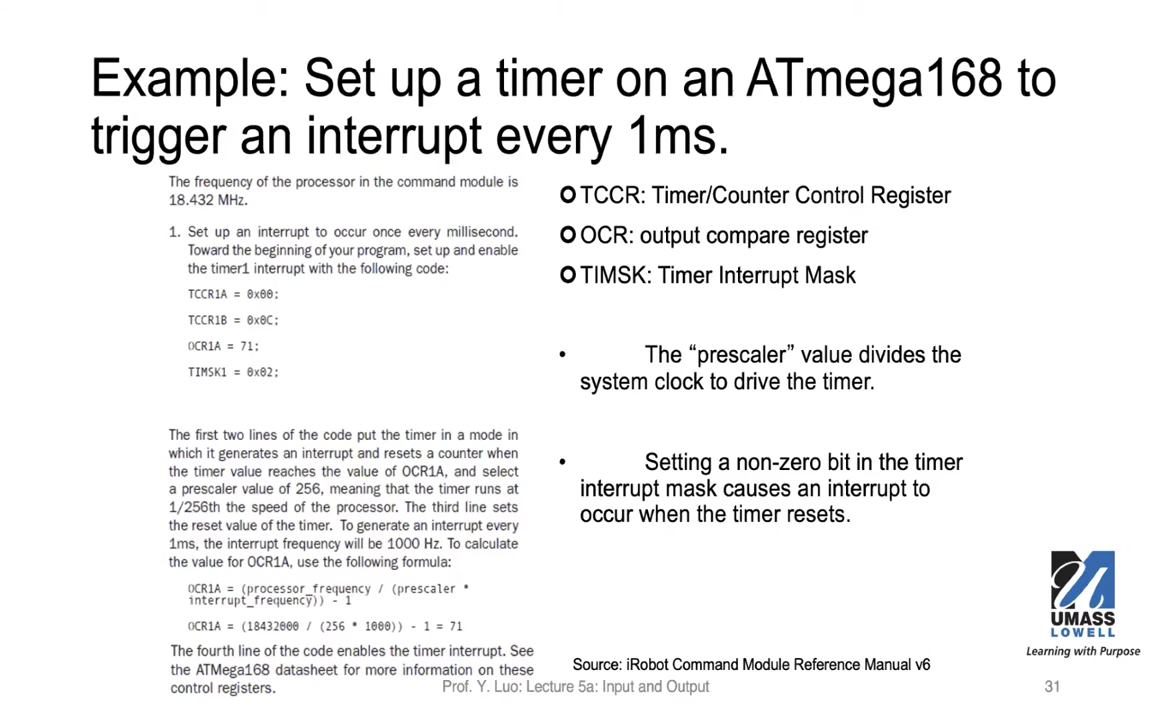 Example: Set up a timer on an ATmega168 to
trigger an interrupt every 1ms.
The frequency of the processor in the command module is
18.432 MHz.
1. Set up an interrupt to occur once every millisecond.
Toward the beginning of your program, set up and enable
the timer1 interrupt with the following code:
TCCR1A = 0x00;
TCCR1B = 0x0C;
OCR1A = 71;
TIMSK1 = 0x02;
The first two lines of the code put the timer in a mode in
which it generates an interrupt and resets a counter when
the timer value reaches the value of OCR1A, and select
a prescaler value of 256, meaning that the timer runs at
1/256th the speed of the processor. The third line sets
the reset value of the timer. To generate an interrupt every
1ms, the interrupt frequency will be 1000 Hz. To calculate
the value for OCR1A, use the following formula:
OCR1A = (processor_frequency / (prescaler *
interrupt_frequency)) - 1
OCR1A = (18432000 / (256 * 1000)) - 1 = 71
The fourth line of the code enables the timer interrupt. See
the ATMega168 datasheet for more information on these
control registers.
TCCR: Timer/Counter Control Register
OCR: output compare register
TIMSK: Timer Interrupt Mask
• The “prescaler” value divides the
system clock to drive the timer.
• Setting a non-zero bit in the timer
interrupt mask causes an interrupt to
occur when the timer resets.
UMASS
LOWELL
Learning with Purpose
Source: iRobot Command Module Reference Manual v6
Prof. Y. Luo: Lecture 5a: Input and Output
31